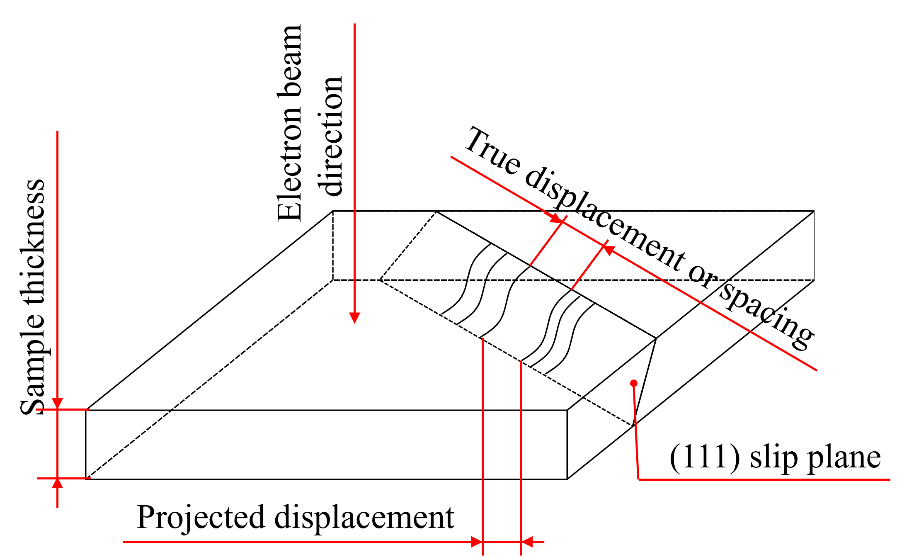 Electron beam
direction
True displacement or spacing
Sample thickness
(111) slip plane
Projected displacement